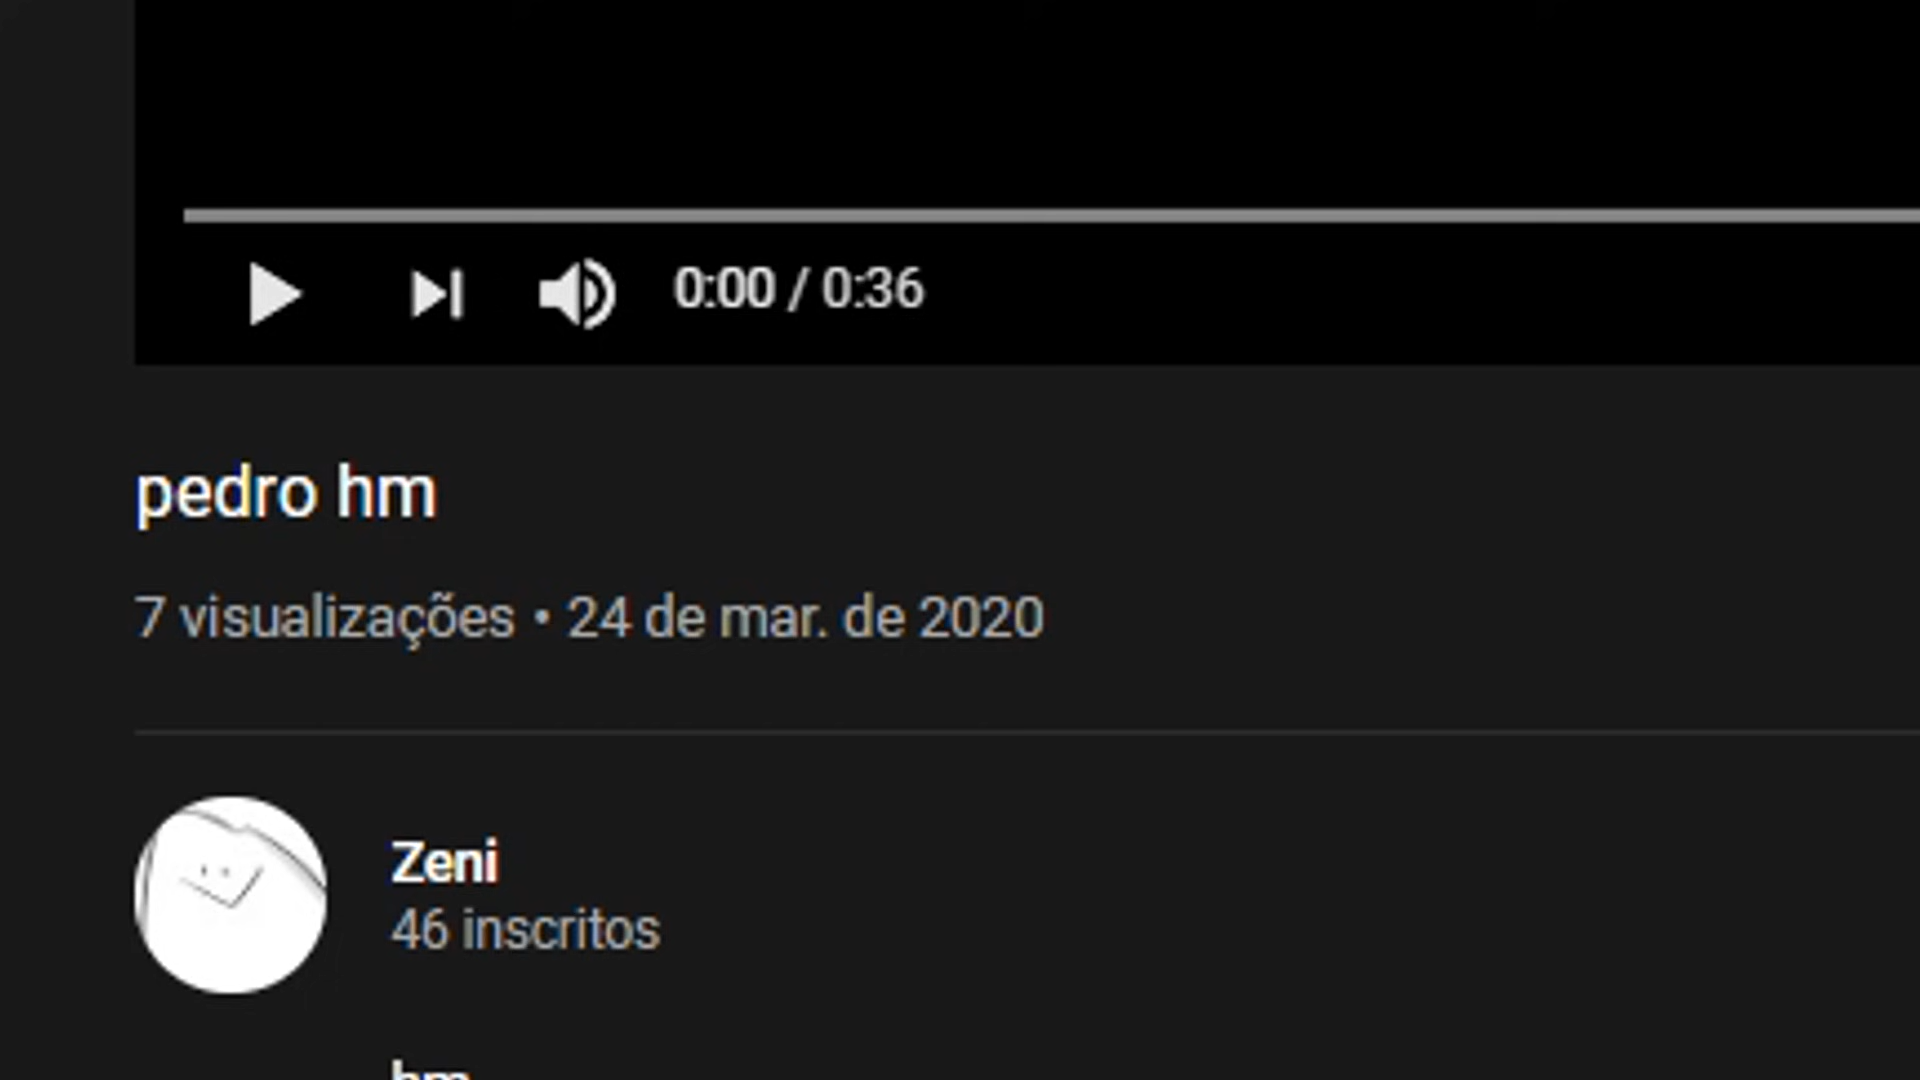 0:00 / 0:36
pedro hm
7 visualizações • 24 de mar. de 2020
Zeni
46 inscritos
hm